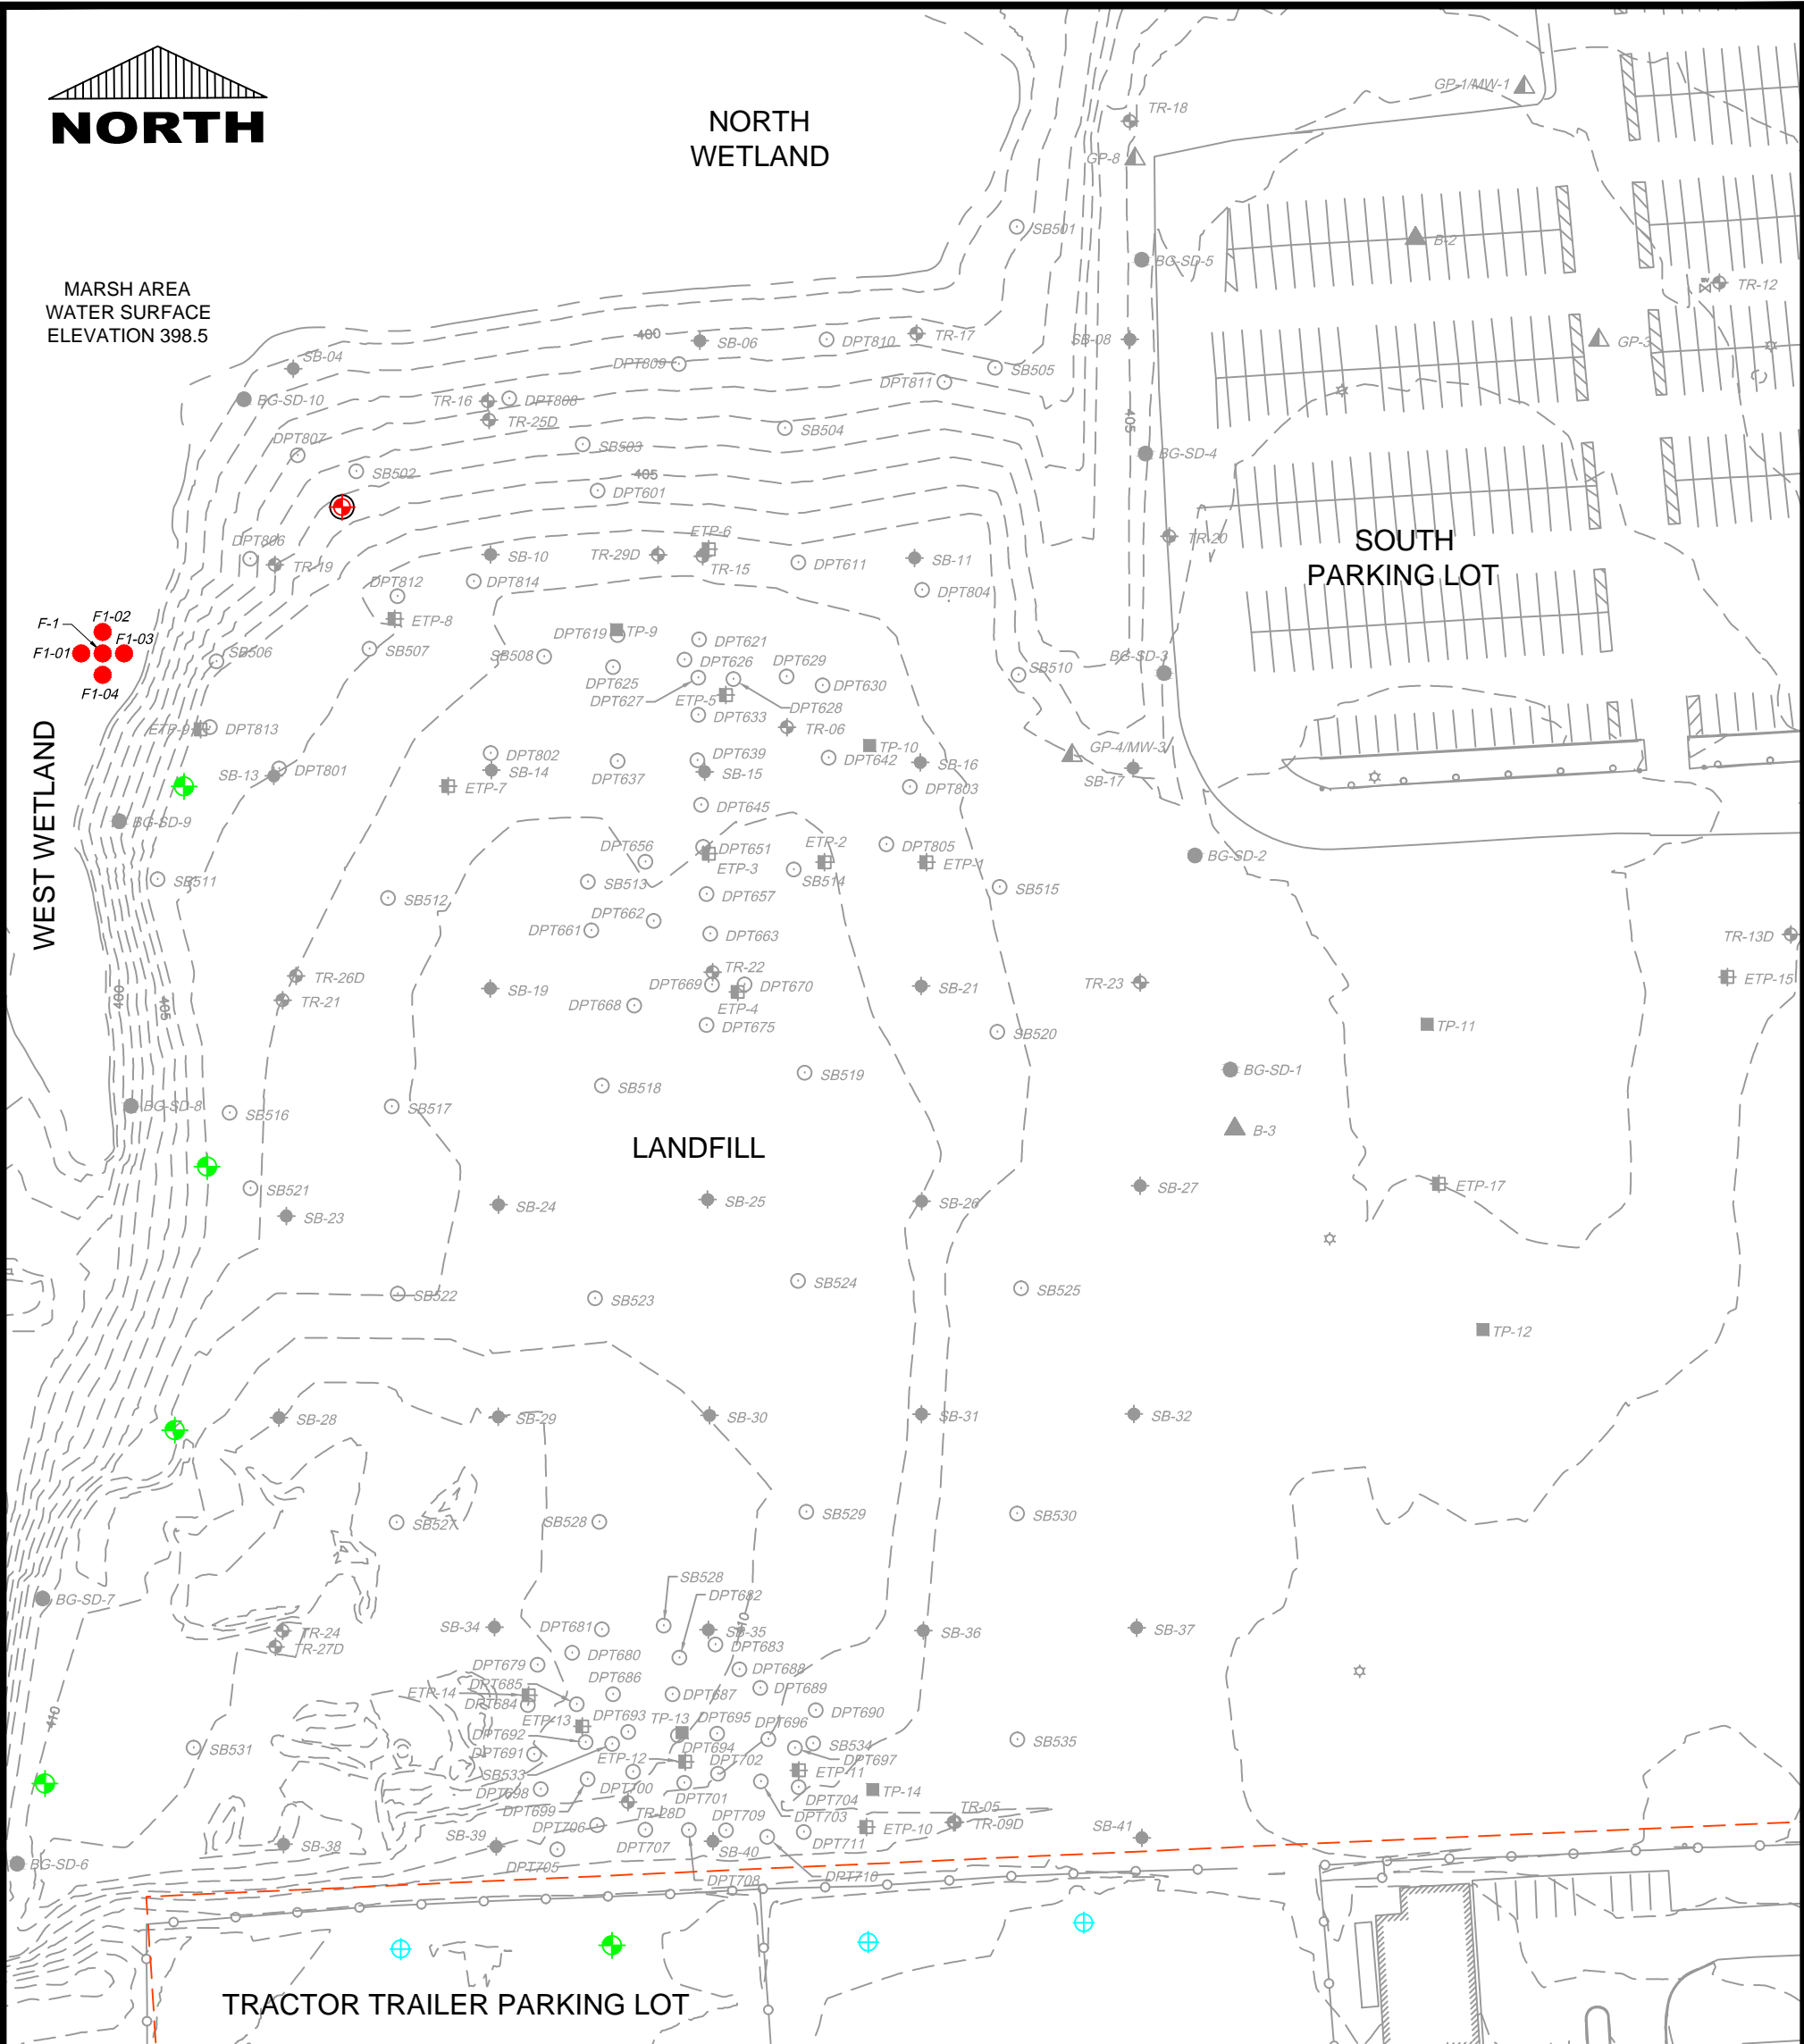 NORTH
NORTH
WETLAND
MARSH AREA
WATER SURFACE
ELEVATION 398.5
GP-1/MW-1
TR-18
GP-8
SB501
BG-SD-5
B-2
TR-12
400
SB-06
DPT810
TR-17
SB-08
GP-3
SB-04
DPT809
SB505
DPT811
BG-SD-10
TR-16
DPT808
TR-25D
405
DPT807
SB503
SB504
BG-SD-4
SB502
405
DPT601
SOUTH
PARKING LOT
ETP-6
TR-20
DPT806
TR-19
SB-10
TR-29D
TR-15
DPT611
SB-11
DPT812
DPT814
DPT804
F1-02
F-1
F1-03
F1-01
F1-04
ETP-8
DPT619
TP-9
DPT621
SB506
SB507
SB508
DPT626
DPT629
SB510
BG-SD-3
DPT625
DPT630
DPT627
ETP-5
DPT628
DPT633
TR-06
WEST WETLAND
ETP-9
DPT813
TP-10
GP-4/MW-3
DPT802
DPT639
DPT642
SB-16
SB-13
DPT801
SB-14
DPT637
SB-15
SB-17
ETP-7
DPT803
DPT645
BG-SD-9
DPT656
DPT651
ETP-2
DPT805
BG-SD-2
ETP-3
ETP-1
SB511
SB513
SB514
SB515
SB512
DPT657
DPT662
DPT661
DPT663
TR-13D
TR-26D
TR-22
ETP-15
400
405
TR-21
SB-19
DPT669
DPT670
SB-21
TR-23
DPT668
ETP-4
DPT675
SB520
TP-11
SB518
SB519
BG-SD-1
BG-SD-8
SB516
SB517
LANDFILL
B-3
SB521
SB-27
ETP-17
SB-23
SB-24
SB-25
SB-26
SB522
SB523
SB524
SB525
TP-12
SB-28
SB-29
SB-30
SB-31
SB-32
SB527
SB528
SB529
SB530
SB528
DPT682
BG-SD-7
410
TR-24
TR-27D
SB-34
DPT681
SB-35
SB-36
SB-37
DPT683
DPT680
DPT679
DPT688
DPT685
DPT686
ETP-14
DPT687
DPT689
DPT684
410
ETP-13
DPT693
TP-13
DPT695
DPT690
DPT692
DPT696
SB531
DPT691
DPT694
SB534
SB535
SB533
ETP-12
DPT702
DPT697
ETP-11
DPT698
DPT700
DPT701
DPT704
TP-14
DPT699
TR-28D
DPT709
DPT703
TR-05
DPT706
ETP-10
TR-09D
SB-38
SB-39
DPT707
SB-40
DPT711
SB-41
DPT705
BG-SD-6
DPT708
DPT710
TRACTOR TRAILER PARKING LOT